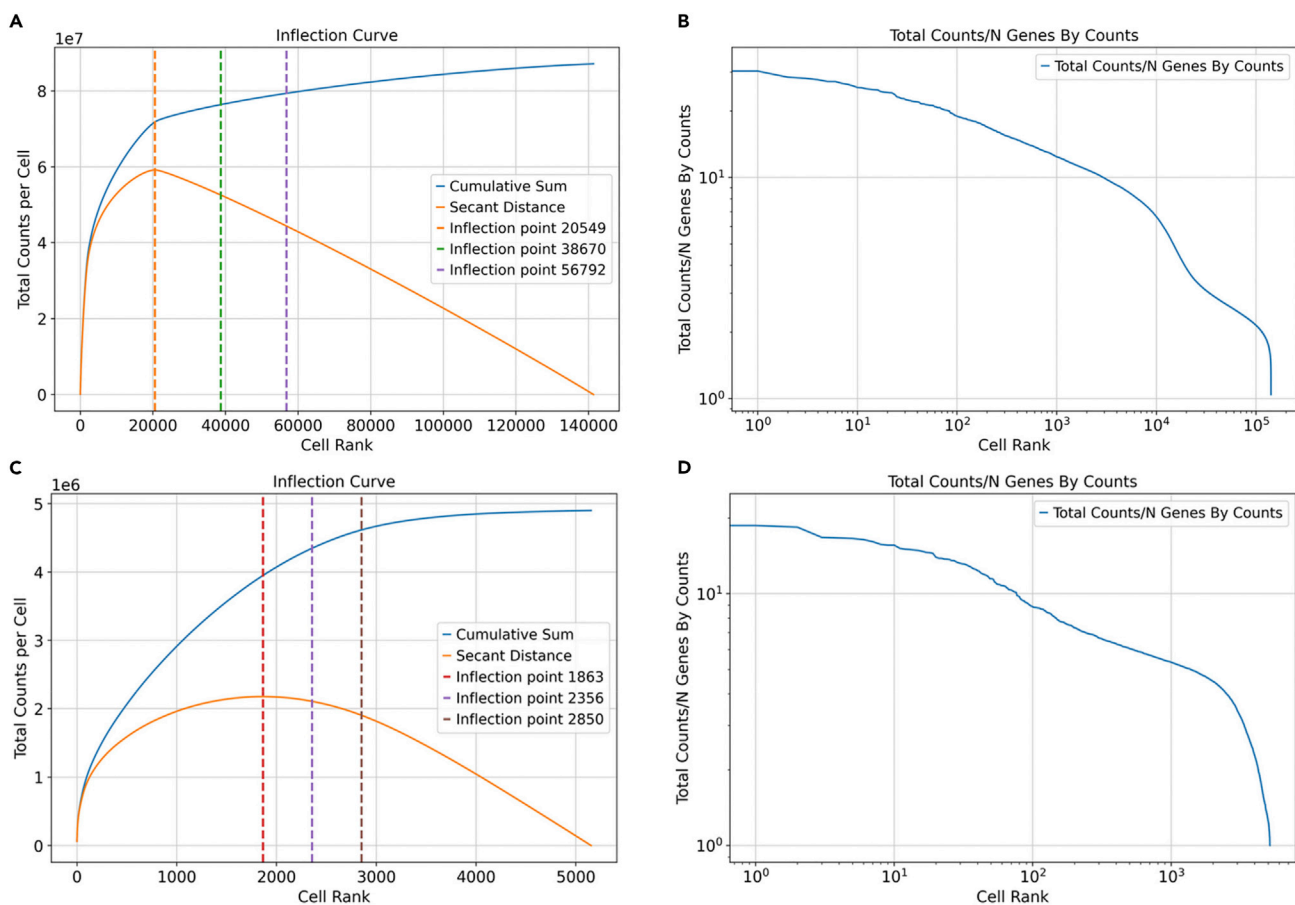 A
Inflection Curve
1e7
Total Counts per Cell
8
6
4
2
0
Cumulative Sum
Secant Distance
Inflection point 20549
Inflection point 38670
Inflection point 56792
0 20000 40000 60000 80000 100000 120000 140000
Cell Rank
B
Total Counts/N Genes By Counts
Total Counts/N Genes By Counts
Total Counts/N Genes By Counts
10¹
10⁰
10⁰ 10¹ 10² 10³ 10⁴ 10⁵
Cell Rank
C
Inflection Curve
1e6
Total Counts per Cell
5
4
3
2
1
0
Cumulative Sum
Secant Distance
Inflection point 1863
Inflection point 2356
Inflection point 2850
0 1000 2000 3000 4000 5000
Cell Rank
D
Total Counts/N Genes By Counts
Total Counts/N Genes By Counts
Total Counts/N Genes By Counts
10¹
10⁰
10⁰ 10¹ 10² 10³
Cell Rank